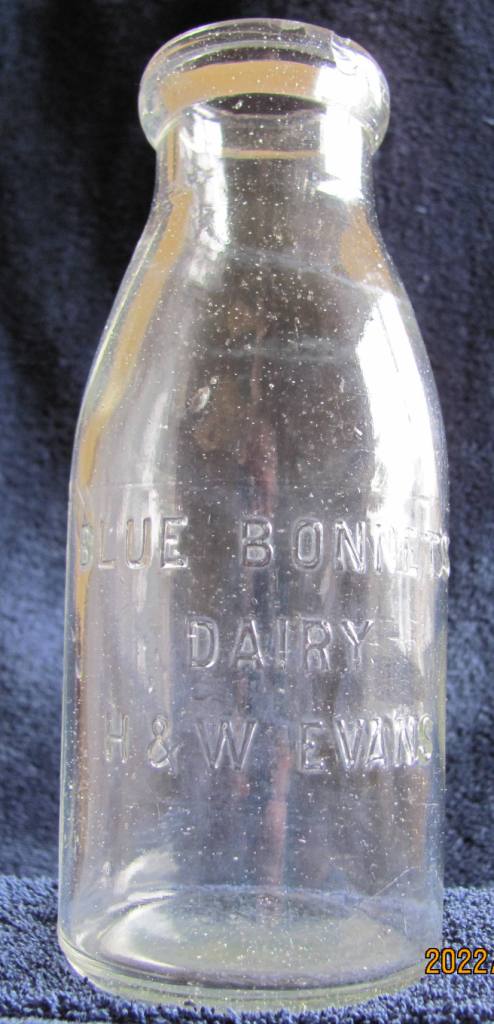 BLUE BONNETS
DAIRY
H & W EVANS
2022